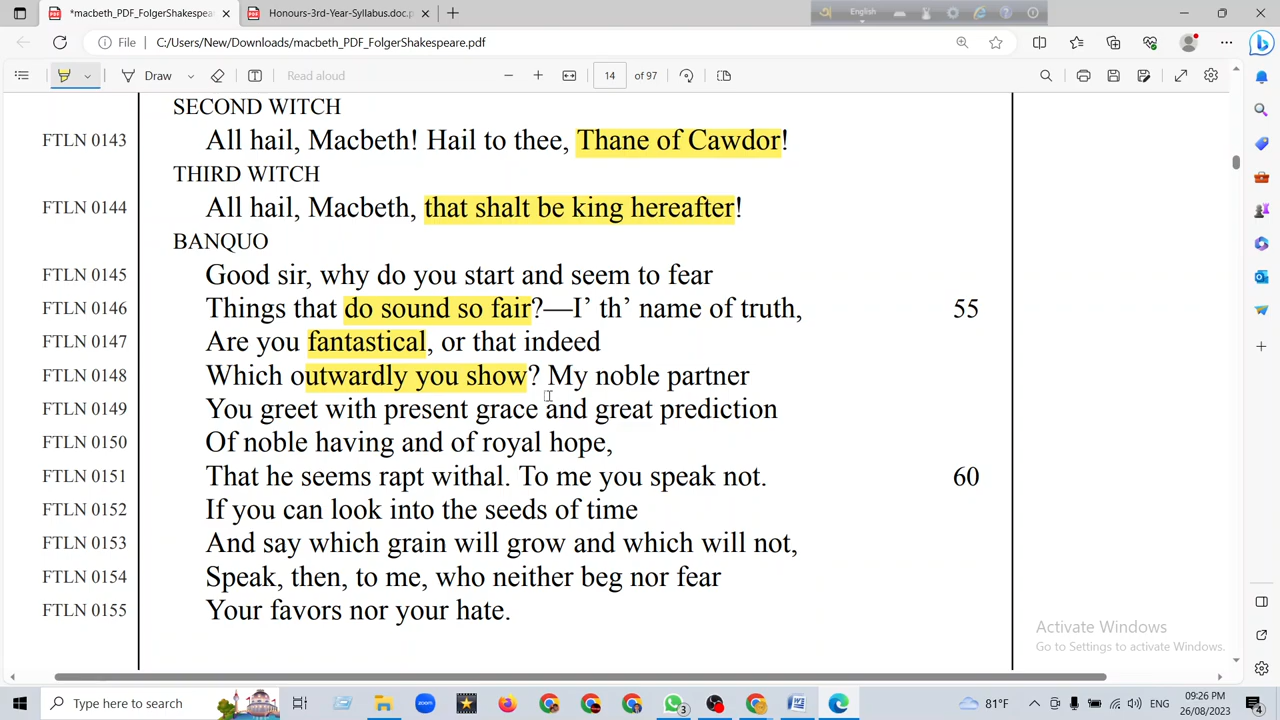 *macbeth_PDF_FolgerShakespeare. Honours-3rd-Year-Syllabus.doc.p English
File C:/Users/New/Downloads/macbeth_PDF_FolgerShakespeare.pdf
Draw Read aloud 14 of 97
SECOND WITCH
FTLN 0143 All hail, Macbeth! Hail to thee, Thane of Cawdor!
THIRD WITCH
FTLN 0144 All hail, Macbeth, that shalt be king hereafter!
BANQUO
FTLN 0145 Good sir, why do you start and seem to fear
FTLN 0146 Things that do sound so fair?—I’ th’ name of truth, 55
FTLN 0147 Are you fantastical, or that indeed
FTLN 0148 Which outwardly you show? My noble partner
FTLN 0149 You greet with present grace and great prediction
FTLN 0150 Of noble having and of royal hope,
FTLN 0151 That he seems rapt withal. To me you speak not. 60
FTLN 0152 If you can look into the seeds of time
FTLN 0153 And say which grain will grow and which will not,
FTLN 0154 Speak, then, to me, who neither beg nor fear
FTLN 0155 Your favors nor your hate.
Activate Windows
Go to Settings to activate Windows.
Type here to search zoom 3 81°F ENG 09:26 PM
26/08/2023 4